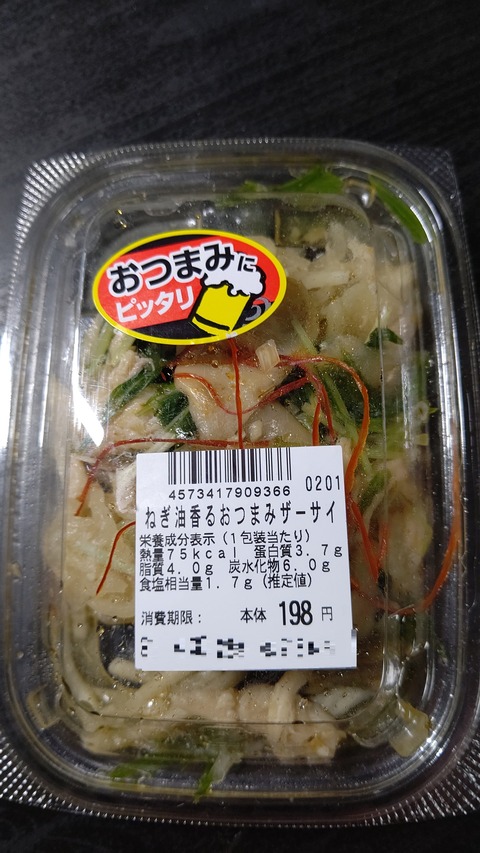 おつまみに
ピッタリ
4573417909366 0201
ねぎ油香るおつまみザーサイ
栄養成分表示(1包装当たり)
熱量75kcal 蛋白質3.7g
脂質4.0g 炭水化物6.0g
食塩相当量1.7g(推定値)
消費期限: 本体 198円